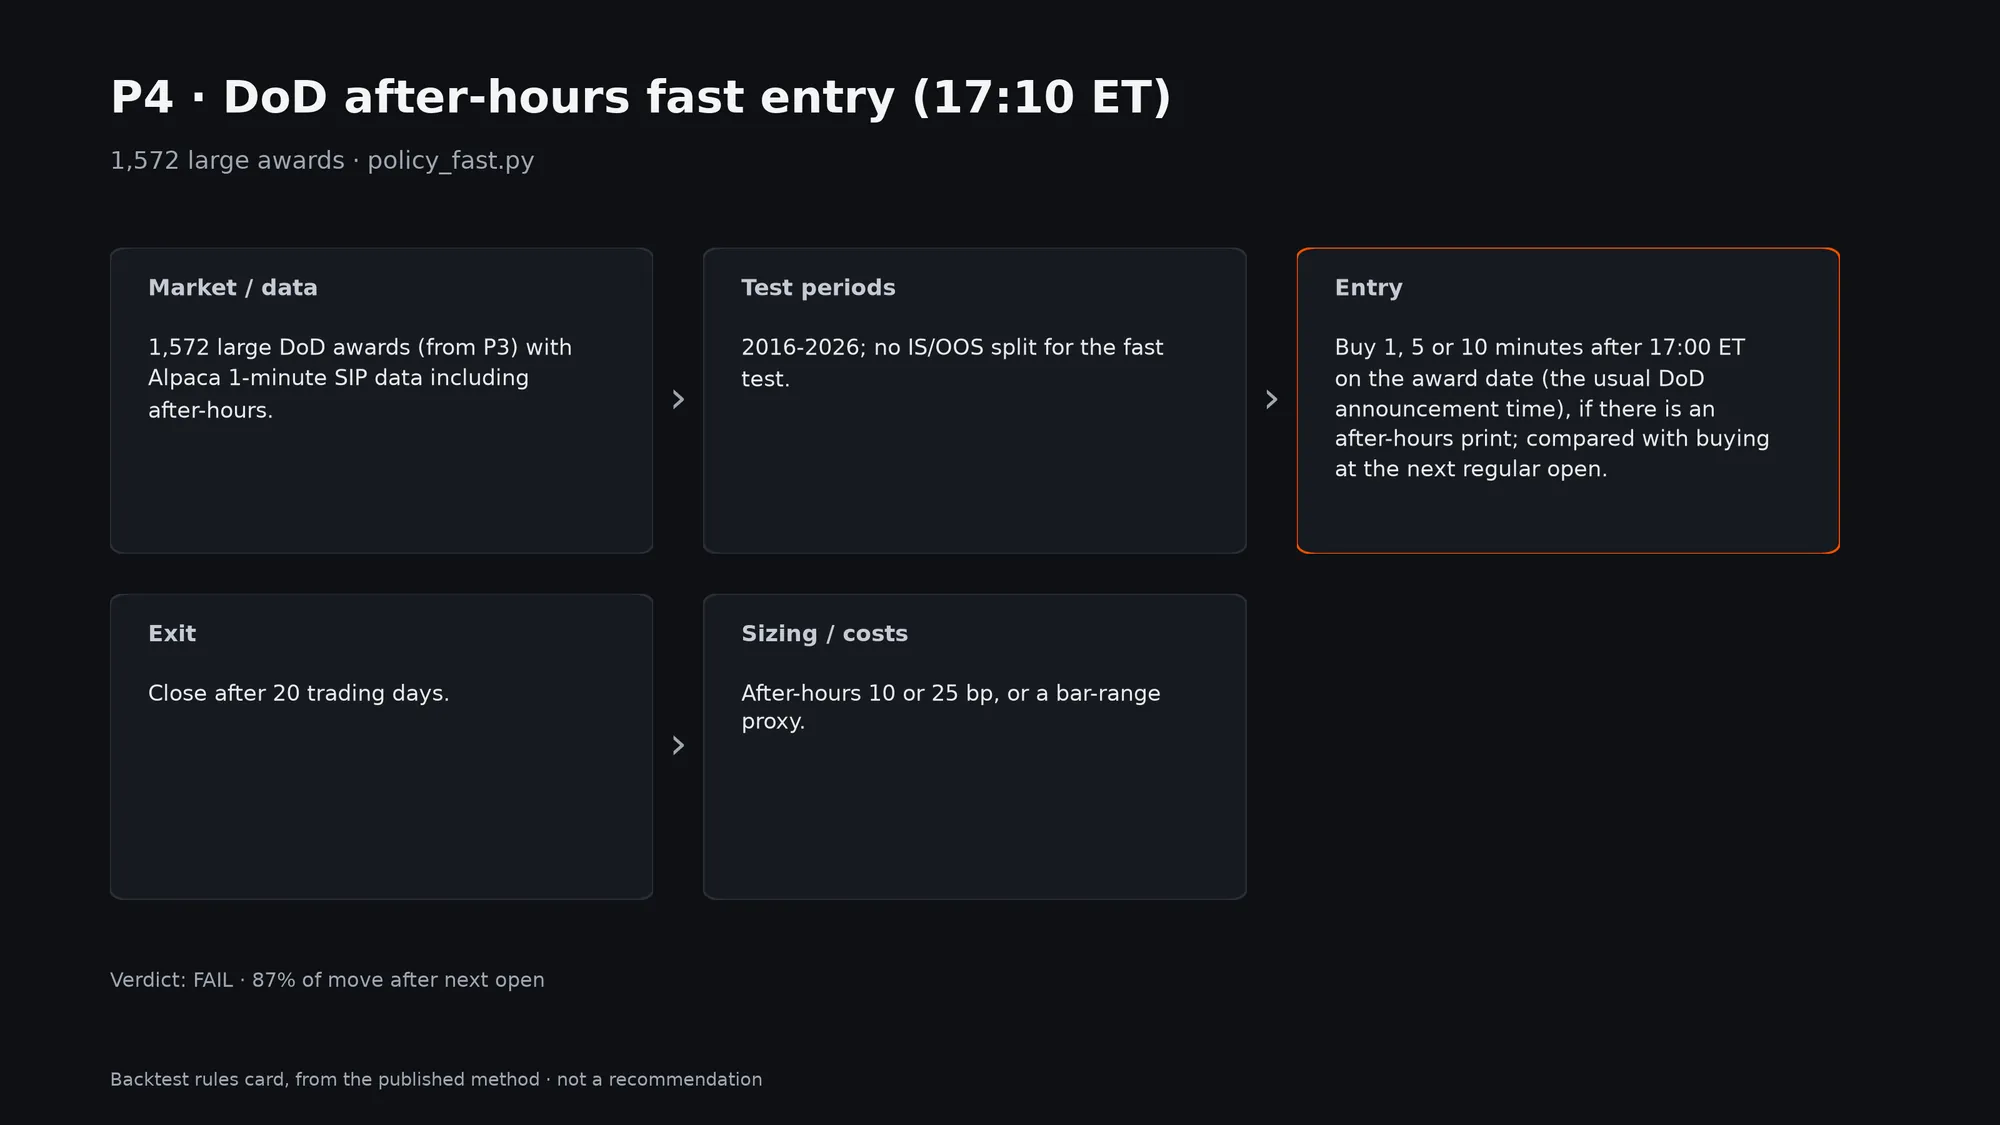 P4 · DoD after-hours fast entry (17:10 ET)
1,572 large awards · policy_fast.py
Market / data
1,572 large DoD awards (from P3) with
Alpaca 1-minute SIP data including
after-hours.
›
Test periods
2016-2026; no IS/OOS split for the fast
test.
›
Entry
Buy 1, 5 or 10 minutes after 17:00 ET
on the award date (the usual DoD
announcement time), if there is an
after-hours print; compared with buying
at the next regular open.
Exit
Close after 20 trading days.
›
Sizing / costs
After-hours 10 or 25 bp, or a bar-range
proxy.
Verdict: FAIL · 87% of move after next open
Backtest rules card, from the published method · not a recommendation